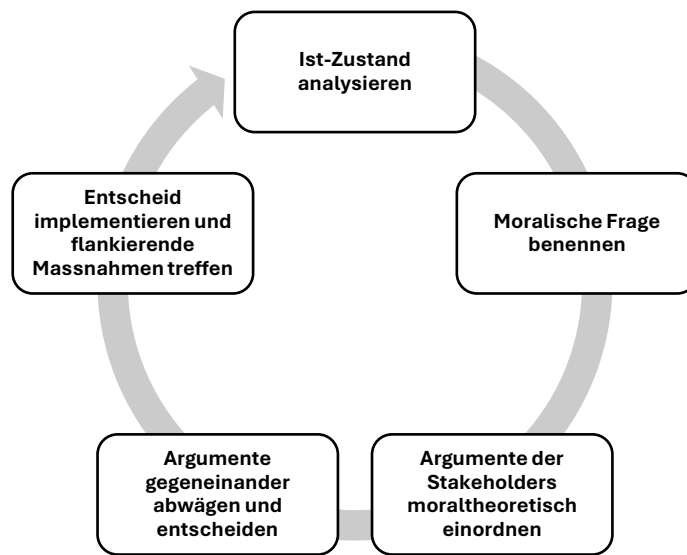 Ist-Zustand
analysieren
Moralische Frage
benennen
Argumente der
Stakeholders
moraltheoretisch
einordnen
Argumente
gegeneinander
abwägen und
entscheiden
Entscheid
implementieren und
flankierende
Massnahmen treffen